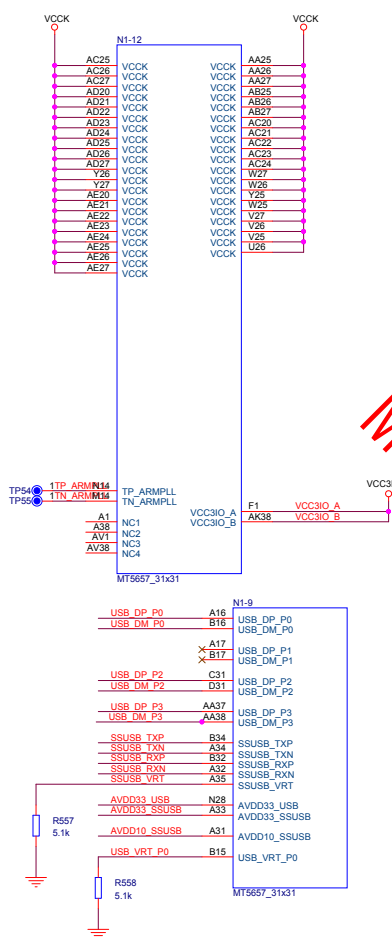 VCCK VCCK
N1-12
AC25 VCCK VCCK AA25
AC26 VCCK VCCK AA26
AC27 VCCK VCCK AA27
AD20 VCCK VCCK AB25
AD21 VCCK VCCK AB26
AD22 VCCK VCCK AB27
AD23 VCCK VCCK AC20
AD24 VCCK VCCK AC21
AD25 VCCK VCCK AC22
AD26 VCCK VCCK AC23
AD27 VCCK VCCK AC24
Y26 VCCK VCCK W27
Y27 VCCK VCCK W26
AE20 VCCK VCCK Y25
AE21 VCCK VCCK W25
AE22 VCCK VCCK V27
AE23 VCCK VCCK V26
AE24 VCCK VCCK V25
AE25 VCCK VCCK U26
AE26 VCCK
AE27 VCCK
TP54 1 TP_ARMPLL N14 TP_ARMPLL
TP55 1 TN_ARMPLL M14 TN_ARMPLL
VCC3IO_A F1 VCC3IO_A
VCC3IO_B AK38 VCC3IO_B
A1 NC1
A38 NC2
AV1 NC3
AV38 NC4
MT5657_31x31
N1-9
USB_DP_P0 A16 USB_DP_P0
USB_DM_P0 B16 USB_DM_P0
A17 USB_DP_P1
B17 USB_DM_P1
USB_DP_P2 C31 USB_DP_P2
USB_DM_P2 D31 USB_DM_P2
USB_DP_P3 AA37 USB_DP_P3
USB_DM_P3 AA38 USB_DM_P3
SSUSB_TXP B34 SSUSB_TXP
SSUSB_TXN A34 SSUSB_TXN
SSUSB_RXP B32 SSUSB_RXP
SSUSB_RXN A32 SSUSB_RXN
SSUSB_VRT A35 SSUSB_VRT
AVDD33_USB N28 AVDD33_USB
AVDD33_SSUSB A33 AVDD33_SSUSB
AVDD10_SSUSB A31 AVDD10_SSUSB
USB_VRT_P0 B15 USB_VRT_P0
R557
5.1k
R558
5.1k
MT5657_31x31